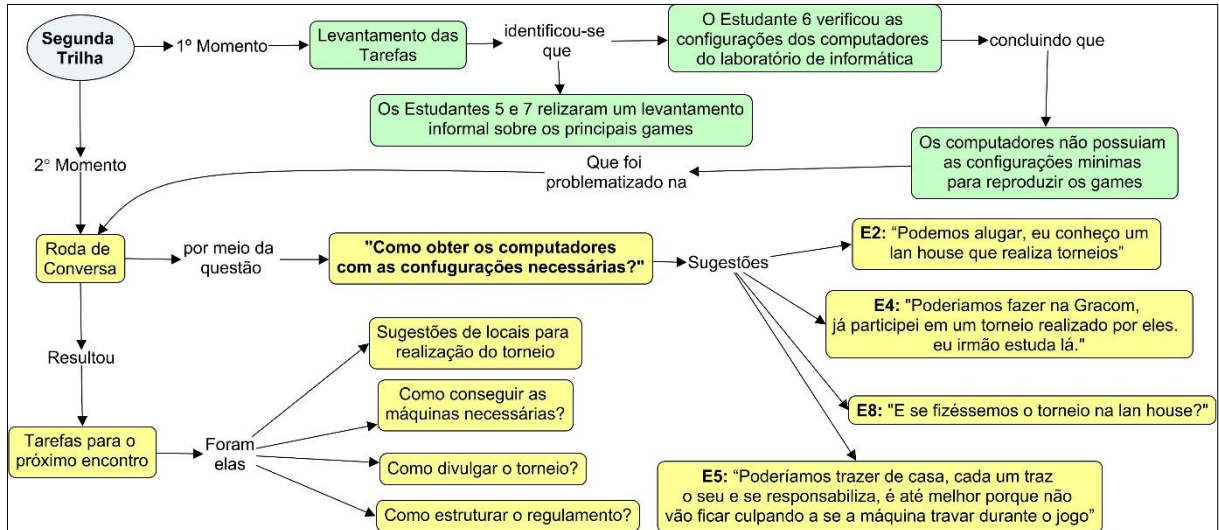 Segunda
Trilha
1º Momento
Levantamento das
Tarefas
identificou-se
que
O Estudante 6 verificou as
configurações dos computadores
do laboratório de informática
concluindo que
Os Estudantes 5 e 7 relizaram um levantamento
informal sobre os principais games
Os computadores não possuiam
as configurações minimas
para reproduzir os games
Que foi
problematizado na
2° Momento
Roda de
Conversa
por meio da
questão
"Como obter os computadores
com as confugurações necessárias?"
Sugestões
E2: “Podemos alugar, eu conheço um
lan house que realiza torneios”
E4: "Poderiamos fazer na Gracom,
já participei em um torneio realizado por eles.
eu irmão estuda lá."
E8: "E se fizéssemos o torneio na lan house?"
E5: “Poderíamos trazer de casa, cada um traz
o seu e se responsabiliza, é até melhor porque não
vão ficar culpando a se a máquina travar durante o jogo”
Resultou
Tarefas para o
próximo encontro
Foram
elas
Sugestões de locais para
realização do torneio
Como conseguir as
máquinas necessárias?
Como divulgar o torneio?
Como estruturar o regulamento?